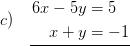 c) 6x - 5y = 5
x + y = -1